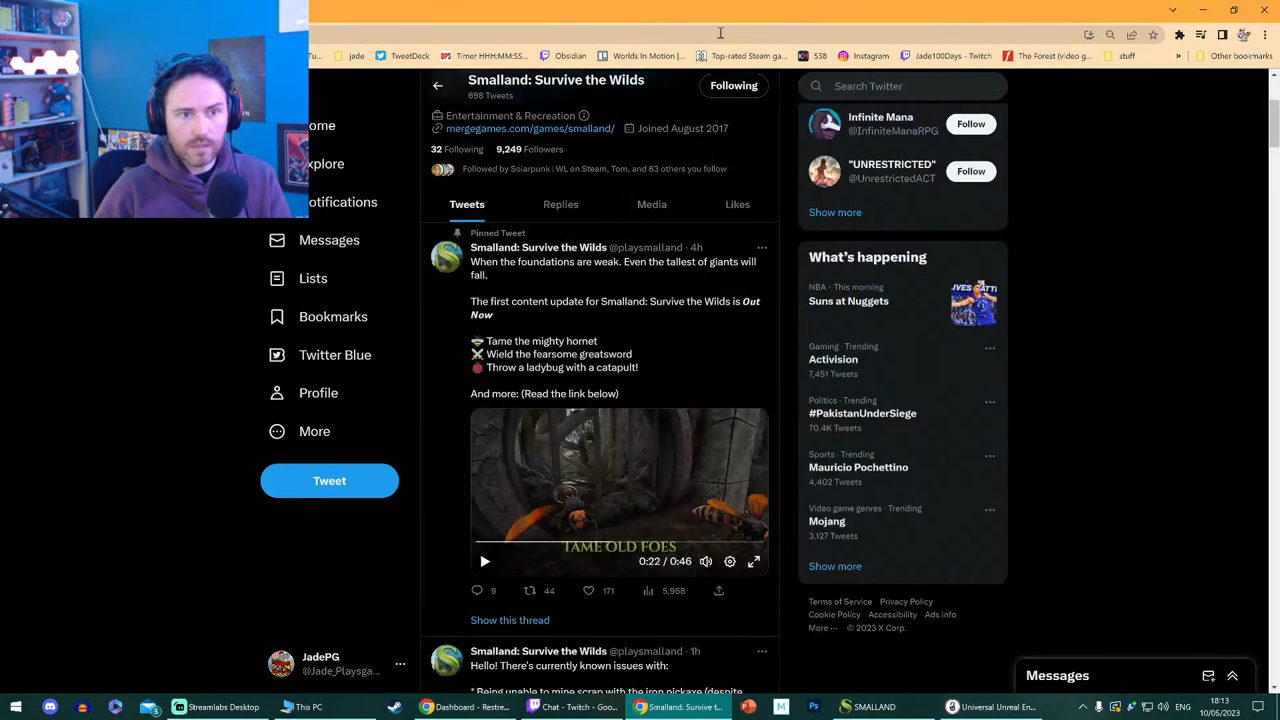 Tu...
jade
TweetDeck
DPS Timer HHH:MM:SS...
Obsidian
Worlds In Motion |...
Top-rated Steam ga...
538
Instagram
Jade100Days - Twitch
The Forest (video g...
stuff
»
Smalland: Survive the Wilds
698 Tweets
Following
Entertainment & Recreation
mergegames.com/games/smalland/
Joined August 2017
32 Following
9,249 Followers
Followed by Solarpunk | WL on Steam, Tom, and 83 others you follow
Tweets
Replies
Media
Likes
ome
xplore
otifications
Messages
Lists
Bookmarks
Twitter Blue
Profile
More
Tweet
JadePG
@Jade_Playsga...
Pinned Tweet
Smalland: Survive the Wilds @playsmalland · 4h
When the foundations are weak. Even the tallest of giants will
fall.
The first content update for Smalland: Survive the Wilds is Out
Now
Tame the mighty hornet
Wield the fearsome greatsword
Throw a ladybug with a catapult!
And more: (Read the link below)
TAME OLD FOES
0:22 / 0:46
9
44
171
5,968
Show this thread
Smalland: Survive the Wilds @playsmalland · 1h
Hello! There's currently known issues with:
* Being unable to mine scrap with the iron pickaxe (despite
Search Twitter
Infinite Mana
@InfiniteManaRPG
Follow
"UNRESTRICTED"
@UnrestrictedACT
Follow
Show more
What's happening
NBA · This morning
Suns at Nuggets
Gaming · Trending
Activision
7,451 Tweets
Politics · Trending
#PakistanUnderSiege
70.4K Tweets
Sports · Trending
Mauricio Pochettino
4,402 Tweets
Video game genres · Trending
Mojang
3,127 Tweets
Show more
Terms of Service Privacy Policy
Cookie Policy Accessibility Ads info
More ··· © 2023 X Corp.
Messages
Streamlabs Desktop
This PC
Dashboard - Restre...
Chat - Twitch - Goo...
Smalland: Survive t...
SMALLAND
Universal Unreal En...
ENG
18:13
10/05/2023